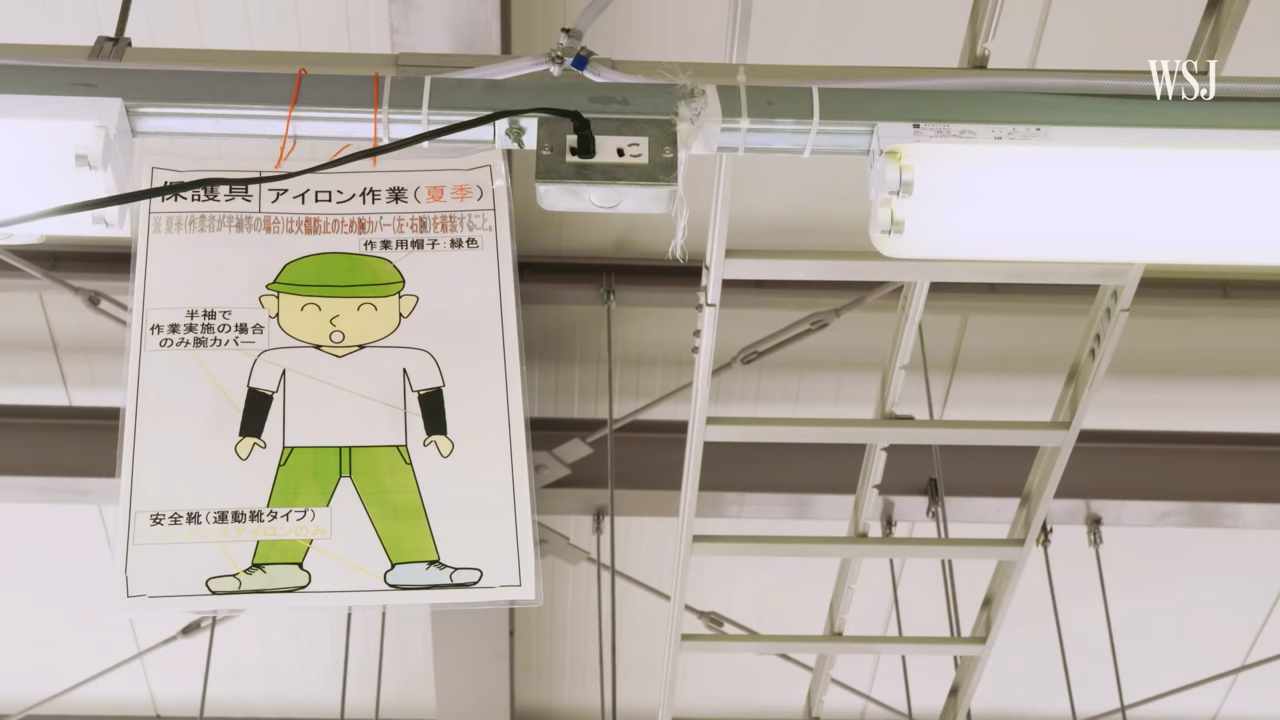 WSJ
保護具 アイロン作業(夏季)
※夏季(作業者が半袖等の場合)は火傷防止のため腕カバー(左・右腕)を着装すること。
作業用帽子:緑色
半袖で
作業実施の場合
のみ腕カバー
安全靴(運動靴タイプ)